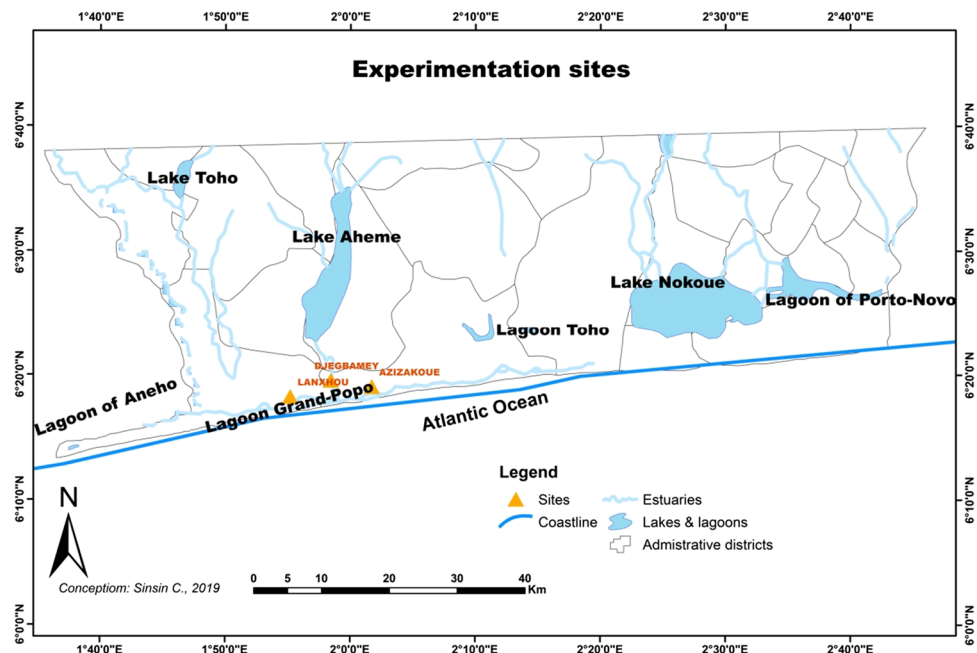 1°40'0"E 1°50'0"E 2°0'0"E 2°10'0"E 2°20'0"E 2°30'0"E 2°40'0"E
Experimentation sites
6°40'0"N 6°40'0"N
Lake Toho
Lake Aheme
6°30'0"N 6°30'0"N
Lake Nokoue
Lagoon of Porto-Novo
Lagoon Toho
DJEGBAMEY
AZIZAKOUE
LANXHOU
6°20'0"N 6°20'0"N
Lagoon of Aneho
Lagoon Grand-Popo
Atlantic Ocean
Legend
Sites
Estuaries
Coastline
Lakes & lagoons
Admistrative districts
6°10'0"N 6°10'0"N
N
Conceptiom: Sinsin C., 2019
0 5 10 20 30 40
Km
6°0'0"N 6°0'0"N
1°40'0"E 1°50'0"E 2°0'0"E 2°10'0"E 2°20'0"E 2°30'0"E 2°40'0"E